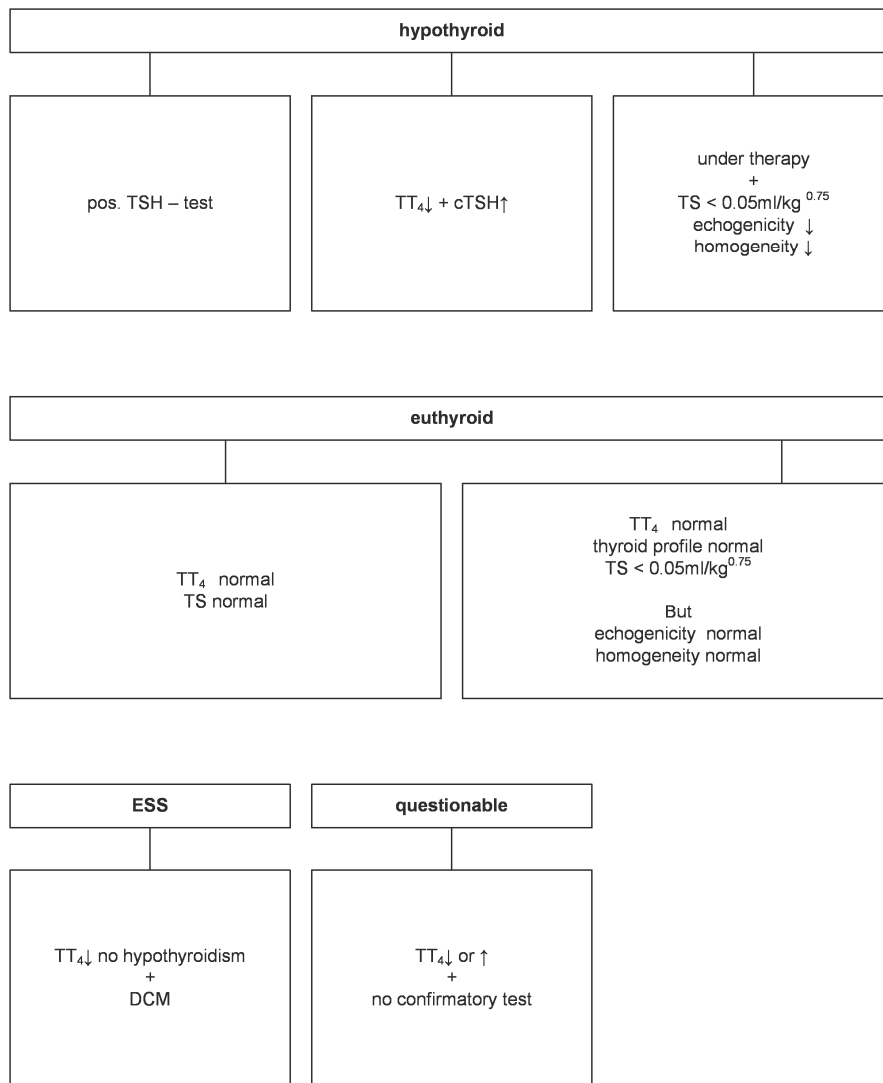 hypothyroid
pos. TSH – test
TT₄↓ + cTSH↑
under therapy
+
TS < 0.05ml/kg ⁰·⁷⁵
echogenicity ↓
homogeneity ↓
euthyroid
TT₄ normal
TS normal
TT₄ normal
thyroid profile normal
TS < 0.05ml/kg⁰·⁷⁵
But
echogenicity normal
homogeneity normal
ESS
questionable
TT₄↓ no hypothyroidism
+
DCM
TT₄↓ or ↑
+
no confirmatory test